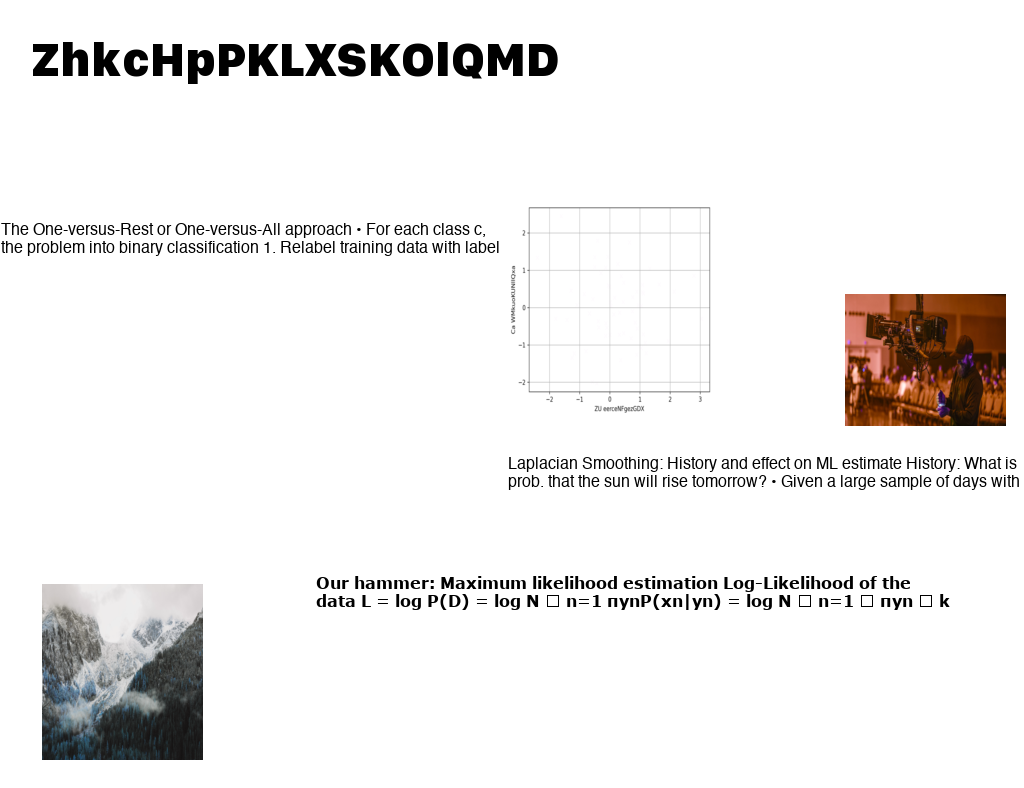 ZhkcHpPKLXSKOlQMD
The One-versus-Rest or One-versus-All approach • For each class c,
the problem into binary classification 1. Relabel training data with label
2
1
0
−1
−2
Ca WMkuoKUNIIQxa
−2 −1 0 1 2 3
ZU eerceNFgezGDX
Laplacian Smoothing: History and effect on ML estimate History: What is
prob. that the sun will rise tomorrow? • Given a large sample of days with
Our hammer: Maximum likelihood estimation Log-Likelihood of the
data L = log P(D) = log N □ n=1 πynP(xn|yn) = log N □ n=1 □ πyn □ k